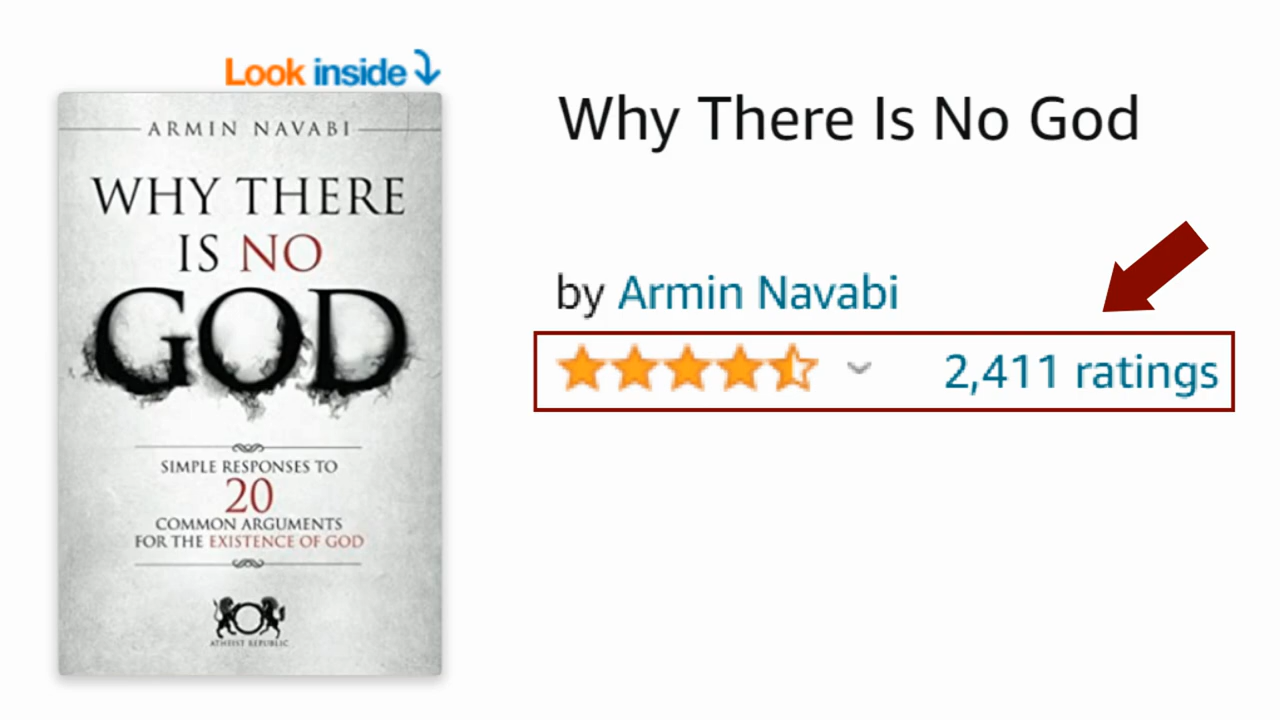 Look inside
ARMIN NAVABI
WHY THERE
IS NO
GOD
SIMPLE RESPONSES TO
20
COMMON ARGUMENTS
FOR THE EXISTENCE OF GOD
ATHEIST REPUBLIC
Why There Is No God
by Armin Navabi
2,411 ratings